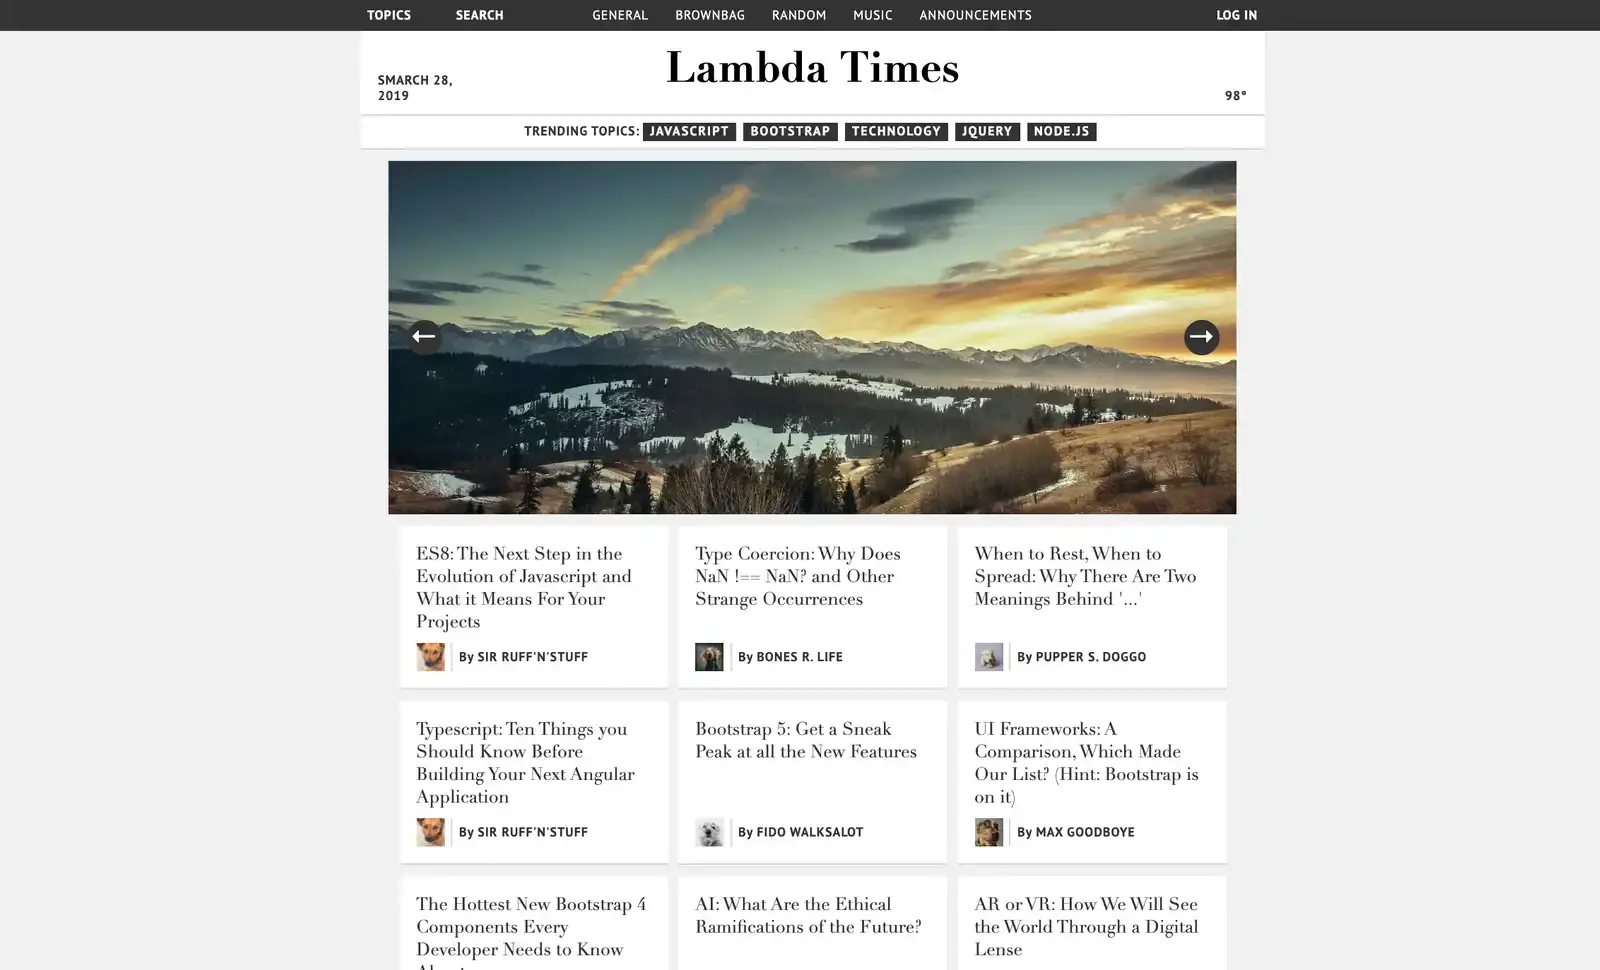 TOPICS SEARCH GENERAL BROWNBAG RANDOM MUSIC ANNOUNCEMENTS LOG IN
Lambda Times
SMARCH 28,
2019
98°
TRENDING TOPICS: JAVASCRIPT BOOTSTRAP TECHNOLOGY JQUERY NODE.JS
ES8: The Next Step in the
Evolution of Javascript and
What it Means For Your
Projects
By SIR RUFF'N'STUFF
Type Coercion: Why Does
NaN !== NaN? and Other
Strange Occurrences
By BONES R. LIFE
When to Rest, When to
Spread: Why There Are Two
Meanings Behind '...'
By PUPPER S. DOGGO
Typescript: Ten Things you
Should Know Before
Building Your Next Angular
Application
By SIR RUFF'N'STUFF
Bootstrap 5: Get a Sneak
Peak at all the New Features
By FIDO WALKSALOT
UI Frameworks: A
Comparison, Which Made
Our List? (Hint: Bootstrap is
on it)
By MAX GOODBOYE
The Hottest New Bootstrap 4
Components Every
Developer Needs to Know
AI: What Are the Ethical
Ramifications of the Future?
AR or VR: How We Will See
the World Through a Digital
Lense